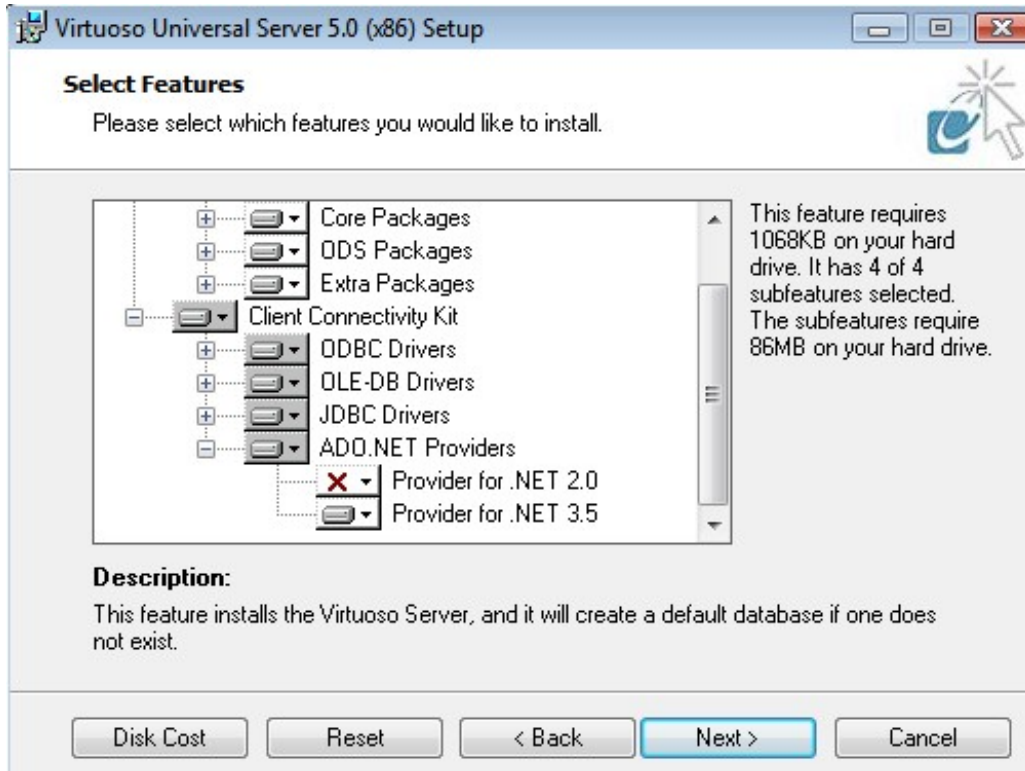 Virtuoso Universal Server 5.0 (x86) Setup
Select Features
Please select which features you would like to install.
Core Packages
ODS Packages
Extra Packages
Client Connectivity Kit
ODBC Drivers
OLE-DB Drivers
JDBC Drivers
ADO.NET Providers
Provider for .NET 2.0
Provider for .NET 3.5
This feature requires
1068KB on your hard
drive. It has 4 of 4
subfeatures selected.
The subfeatures require
86MB on your hard drive.
Description:
This feature installs the Virtuoso Server, and it will create a default database if one does
not exist.
Disk Cost
Reset
< Back
Next >
Cancel